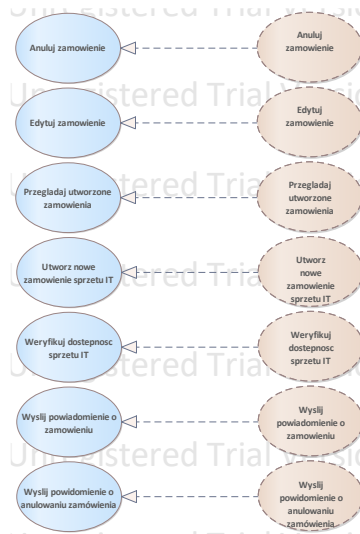 Anuluj zamowienie
Anuluj
zamowienie
Edytuj zamowienie
Edytuj
zamowienie
Przegladaj utworzone
zamowienia
Przegladaj
utworzone
zamowienia
Utworz nowe
zamowienie sprzetu IT
Utworz
nowe
zamowienie
sprzetu IT
Weryfikuj dostepnosc
sprzetu IT
Weryfikuj
dostepnosc
sprzetu IT
Wyslij powiadomienie o
zamowieniu
Wyslij
powiadomienie o
zamowieniu
Wyslij powidomienie o
anulowaniu zamówienia
Wyslij
powidomienie o
anulowaniu
zamówienia